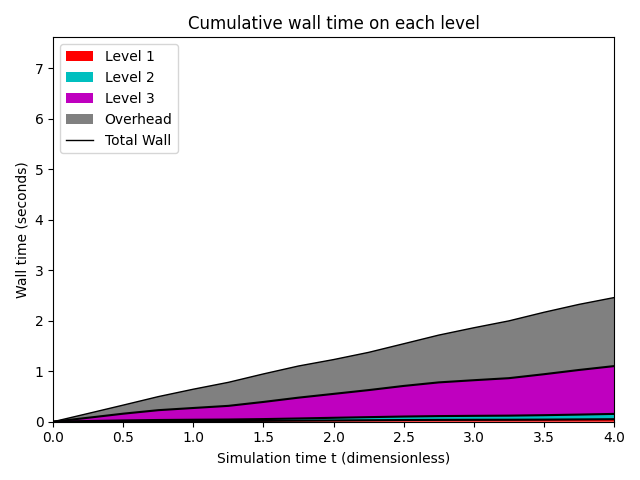 Cumulative wall time on each level
Level 1
Level 2
Level 3
Overhead
Total Wall
Wall time (seconds)
7
6
5
4
3
2
1
0
0.0 0.5 1.0 1.5 2.0 2.5 3.0 3.5 4.0
Simulation time t (dimensionless)